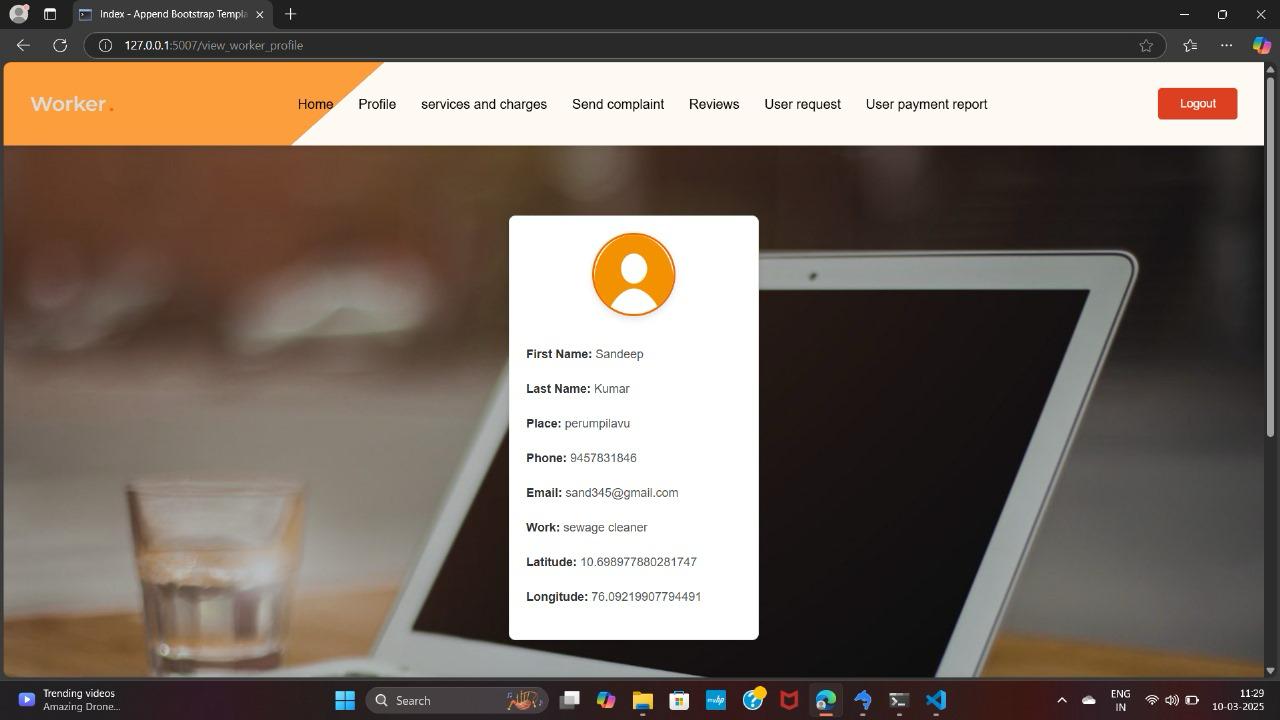 Index - Append Bootstrap Templa
127.0.0.1:5007/view_worker_profile
Worker.
Home Profile services and charges Send complaint Reviews User request User payment report
Logout
First Name: Sandeep
Last Name: Kumar
Place: perumpilavu
Phone: 9457831846
Email: sand345@gmail.com
Work: sewage cleaner
Latitude: 10.698977880281747
Longitude: 76.09219907794491
Trending videos
Amazing Drone...
Search
myhp
ENG
IN
11:29
10-03-2025